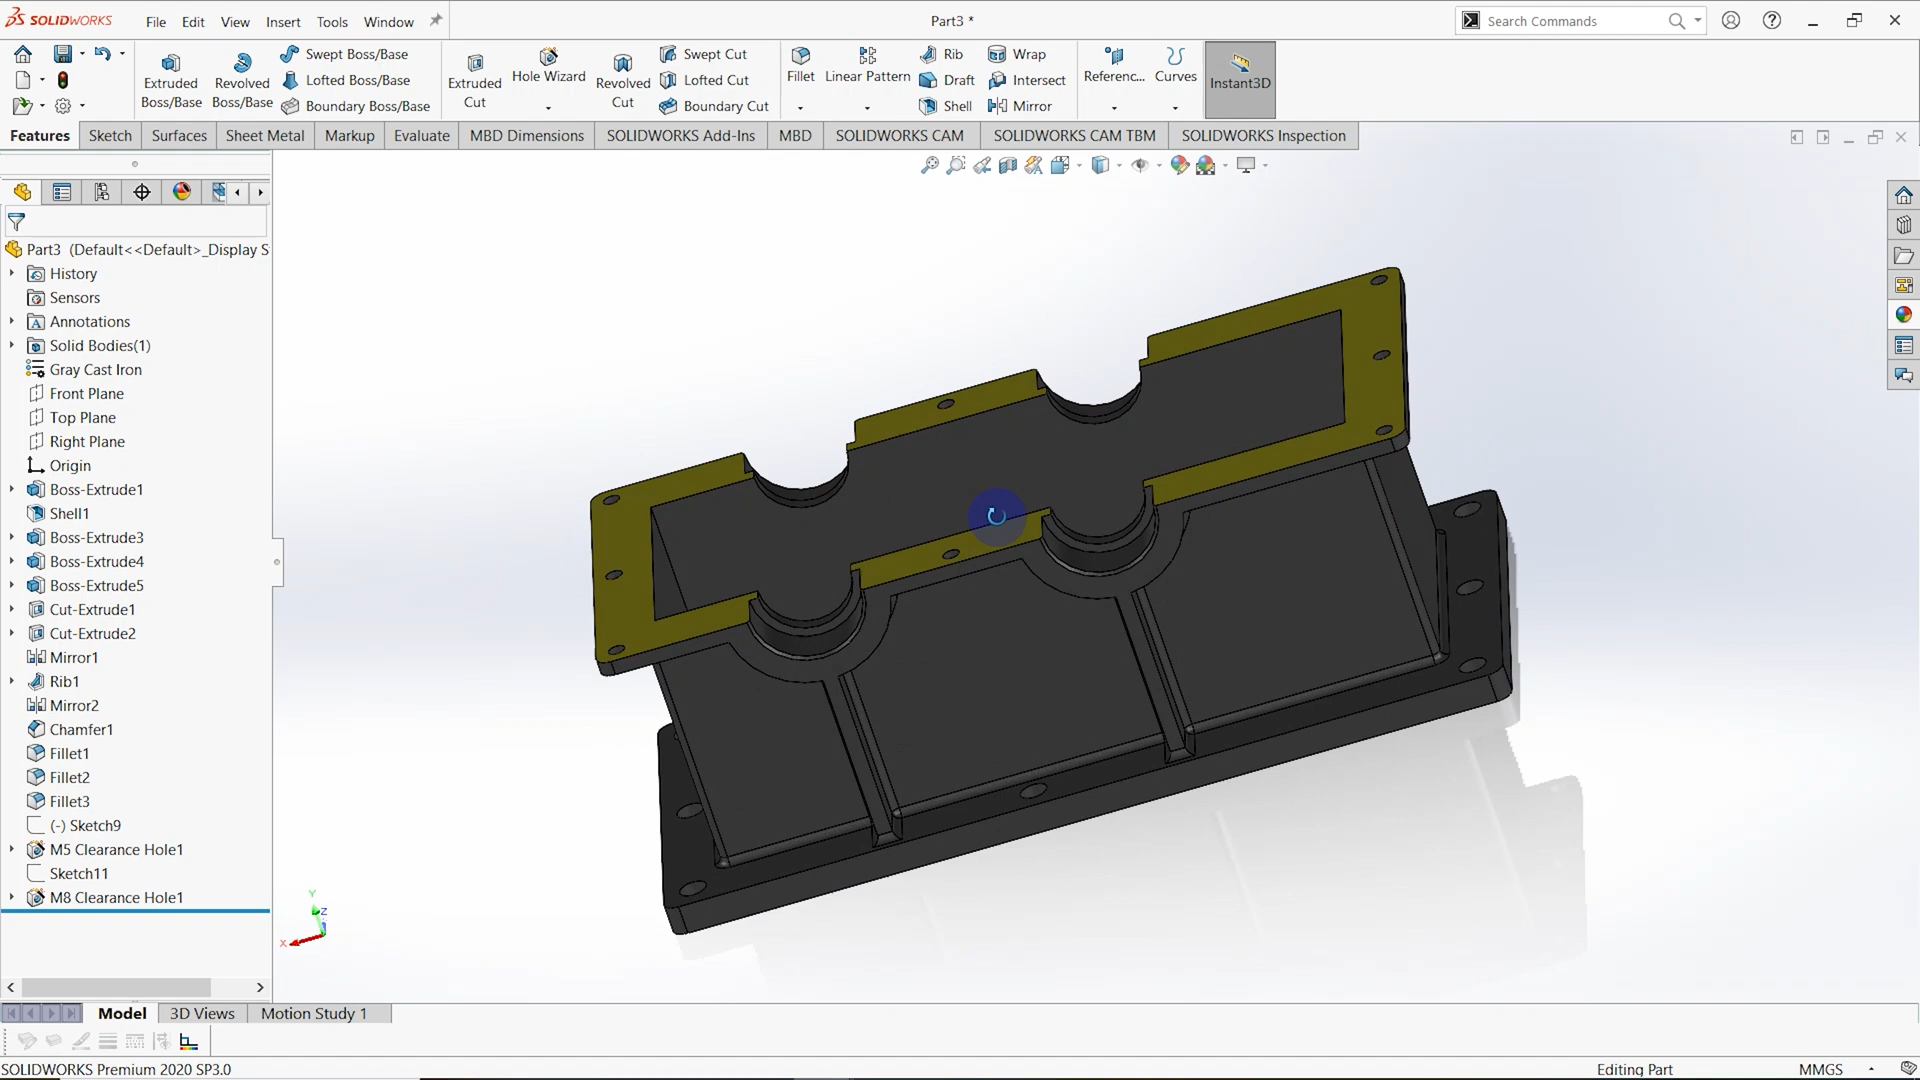 SOLIDWORKS File Edit View Insert Tools Window Part3 * Search Commands
Extruded Boss/Base
Revolved Boss/Base
Swept Boss/Base
Lofted Boss/Base
Boundary Boss/Base
Extruded Cut
Hole Wizard
Revolved Cut
Swept Cut
Lofted Cut
Boundary Cut
Fillet
Linear Pattern
Rib
Draft
Shell
Wrap
Intersect
Mirror
Referenc...
Curves
Instant3D
Features Sketch Surfaces Sheet Metal Markup Evaluate MBD Dimensions SOLIDWORKS Add-Ins MBD SOLIDWORKS CAM SOLIDWORKS CAM TBM SOLIDWORKS Inspection
Part3 (Default<<Default>_Display S
History
Sensors
Annotations
Solid Bodies(1)
Gray Cast Iron
Front Plane
Top Plane
Right Plane
Origin
Boss-Extrude1
Shell1
Boss-Extrude3
Boss-Extrude4
Boss-Extrude5
Cut-Extrude1
Cut-Extrude2
Mirror1
Rib1
Mirror2
Chamfer1
Fillet1
Fillet2
Fillet3
(-) Sketch9
M5 Clearance Hole1
Sketch11
M8 Clearance Hole1
Y
Z
X
Model 3D Views Motion Study 1
SOLIDWORKS Premium 2020 SP3.0 Editing Part MMGS